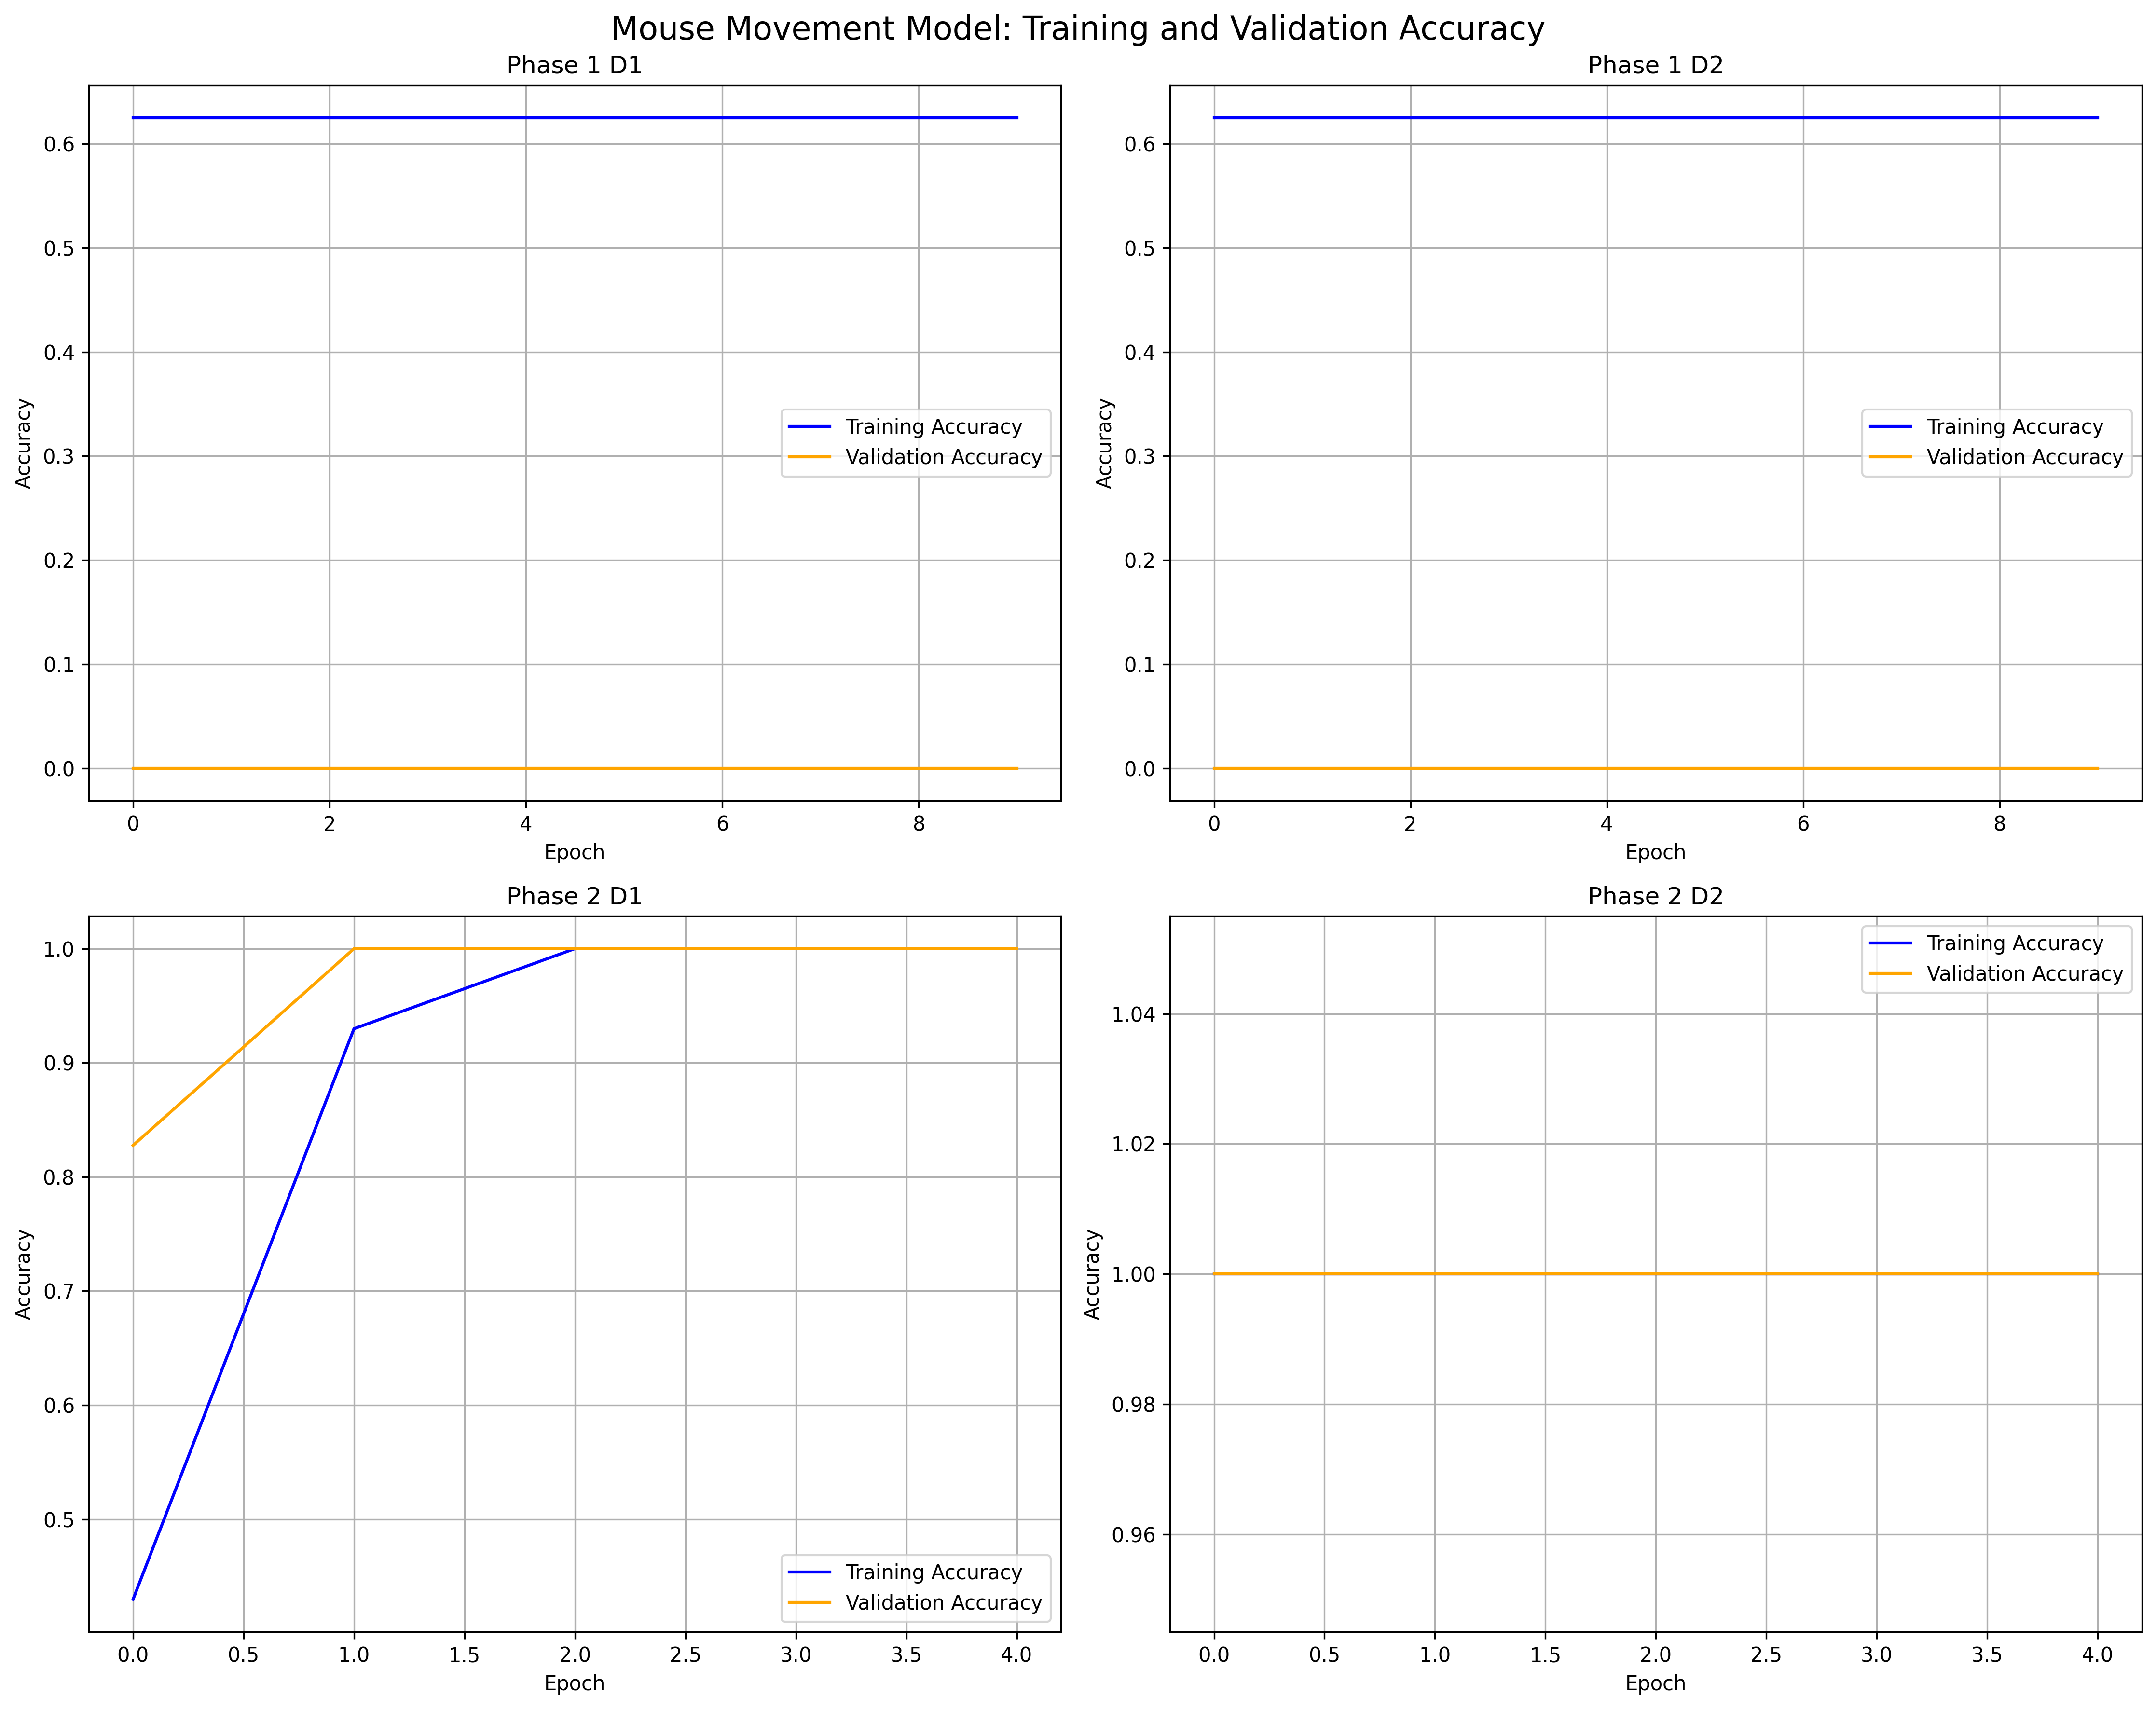 Mouse Movement Model: Training and Validation Accuracy
Phase 1 D1
0.6
0.5
0.4
0.3
0.2
0.1
0.0
Accuracy
Training Accuracy
Validation Accuracy
0 2 4 6 8
Epoch
Phase 1 D2
0.6
0.5
0.4
0.3
0.2
0.1
0.0
Accuracy
Training Accuracy
Validation Accuracy
0 2 4 6 8
Epoch
Phase 2 D1
1.0
0.9
0.8
0.7
0.6
0.5
Accuracy
Training Accuracy
Validation Accuracy
0.0 0.5 1.0 1.5 2.0 2.5 3.0 3.5 4.0
Epoch
Phase 2 D2
Training Accuracy
Validation Accuracy
1.04
1.02
1.00
0.98
0.96
Accuracy
0.0 0.5 1.0 1.5 2.0 2.5 3.0 3.5 4.0
Epoch